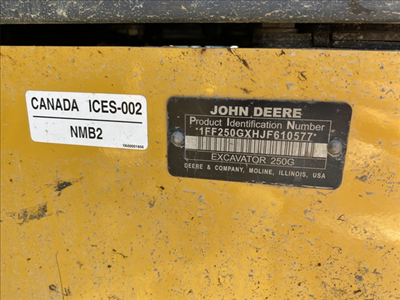 CANADA ICES-002
NMB2
JOHN DEERE
Product Identification Number
*1FF250GXHJF610577*
EXCAVATOR 250G
DEERE & COMPANY, MOLINE, ILLINOIS, USA